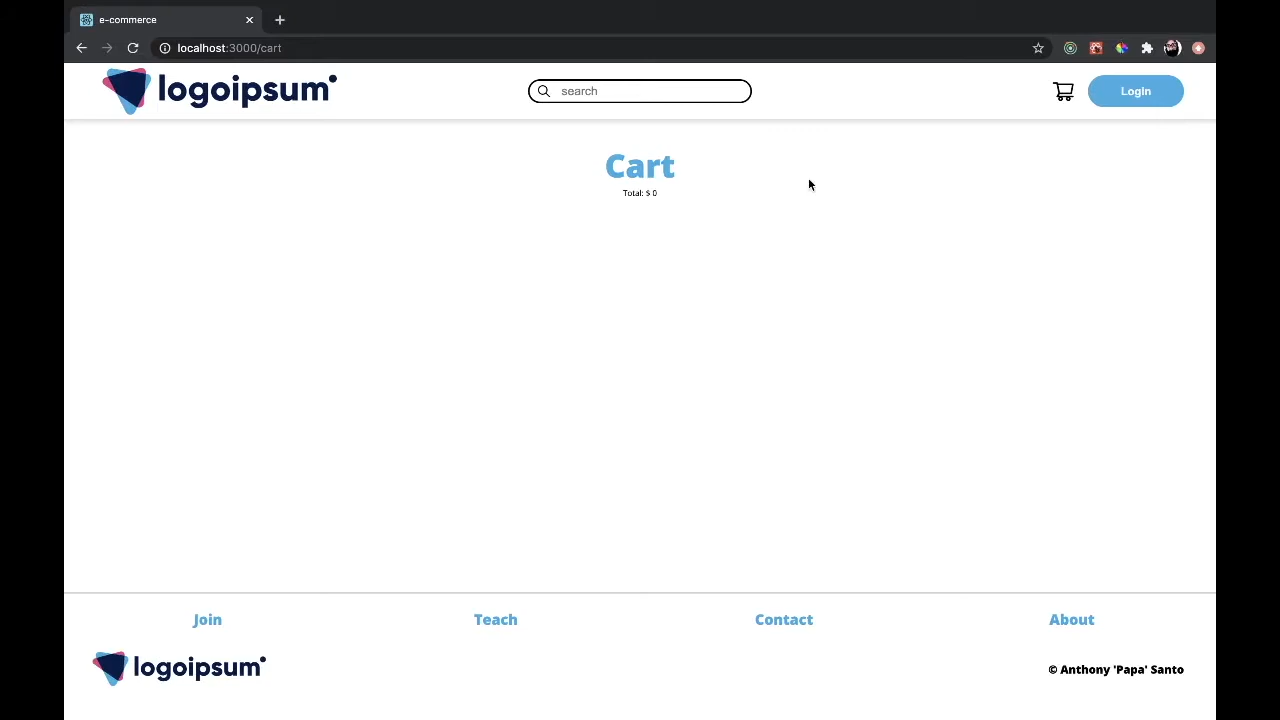 e-commerce
localhost:3000/cart
logoipsum
search
Login
Cart
Total: $ 0
Join
Teach
Contact
About
logoipsum
© Anthony 'Papa' Santo